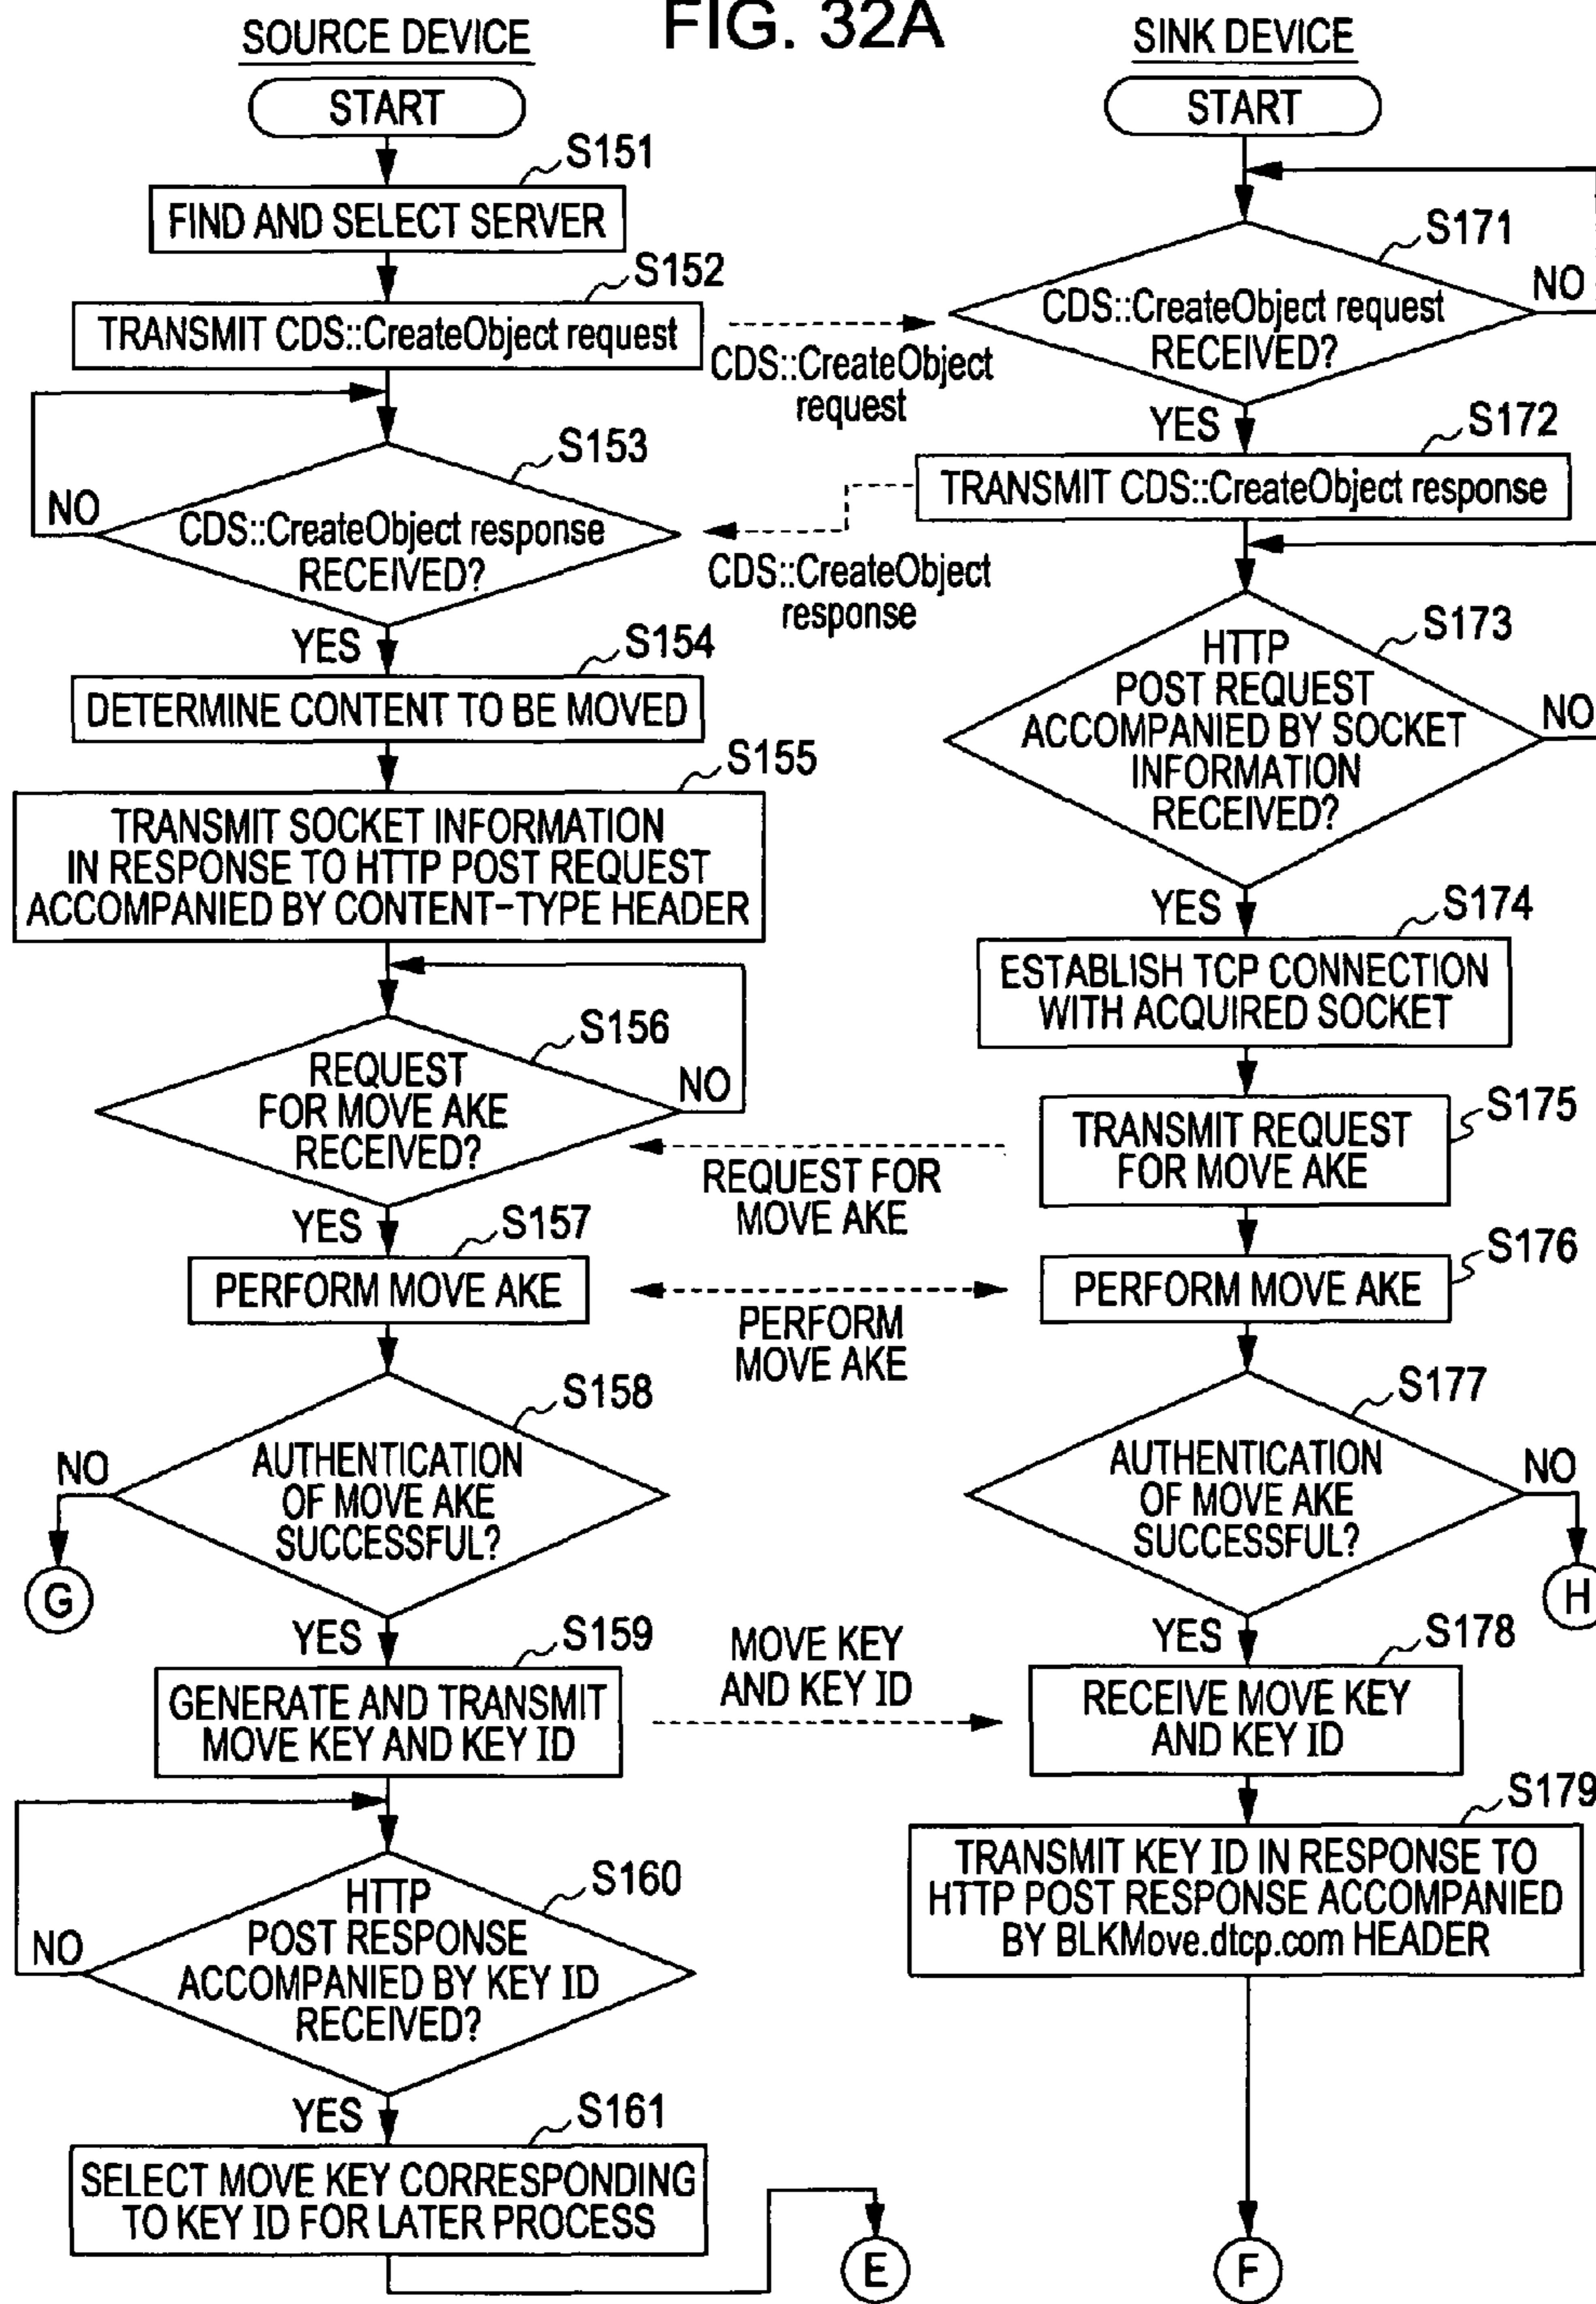 FIG. 32A
SOURCE DEVICE
START
S151
FIND AND SELECT SERVER
S152
TRANSMIT CDS::CreateObject request
CDS::CreateObject
request
S153
NO
CDS::CreateObject response
RECEIVED?
CDS::CreateObject
response
YES
S154
DETERMINE CONTENT TO BE MOVED
S155
TRANSMIT SOCKET INFORMATION
IN RESPONSE TO HTTP POST REQUEST
ACCOMPANIED BY CONTENT-TYPE HEADER
S156
REQUEST
FOR MOVE AKE
RECEIVED?
NO
REQUEST FOR
MOVE AKE
YES
S157
PERFORM MOVE AKE
PERFORM
MOVE AKE
S158
NO
AUTHENTICATION
OF MOVE AKE
SUCCESSFUL?
G
YES
S159
GENERATE AND TRANSMIT
MOVE KEY AND KEY ID
MOVE KEY
AND KEY ID
S160
NO
HTTP
POST RESPONSE
ACCOMPANIED BY KEY ID
RECEIVED?
YES
S161
SELECT MOVE KEY CORRESPONDING
TO KEY ID FOR LATER PROCESS
E
SINK DEVICE
START
S171
CDS::CreateObject request
RECEIVED?
NO
YES
S172
TRANSMIT CDS::CreateObject response
S173
HTTP
POST REQUEST
ACCOMPANIED BY SOCKET
INFORMATION
RECEIVED?
NO
YES
S174
ESTABLISH TCP CONNECTION
WITH ACQUIRED SOCKET
S175
TRANSMIT REQUEST
FOR MOVE AKE
S176
PERFORM MOVE AKE
S177
AUTHENTICATION
OF MOVE AKE
SUCCESSFUL?
NO
H
YES
S178
RECEIVE MOVE KEY
AND KEY ID
S179
TRANSMIT KEY ID IN RESPONSE TO
HTTP POST RESPONSE ACCOMPANIED
BY BLKMove.dtcp.com HEADER
F